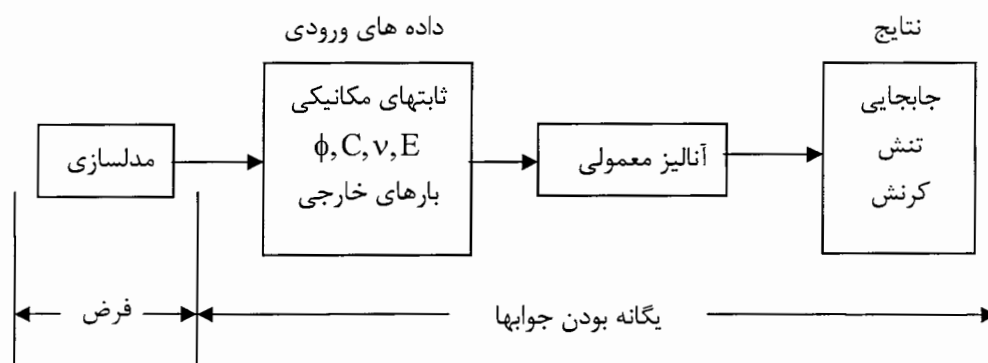 داده های ورودی
نتایج
مدلسازی
ثابتهای مکانیکی
ϕ, C, ν, E
بارهای خارجی
آنالیز معمولی
جابجایی
تنش
کرنش
فرض
یگانه بودن جوابها